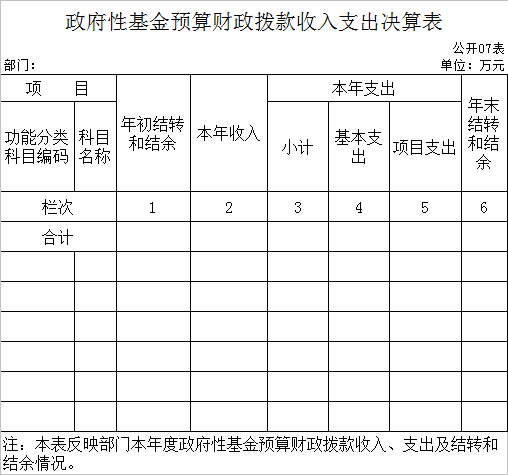 政府性基金预算财政拨款收入支出决算表
公开07表
部门： 单位：万元
项 目 年初结转和结余 本年收入 本年支出 年末结转和结余
功能分类科目编码 科目名称 小计 基本支出 项目支出
栏次 1 2 3 4 5 6
合计
注：本表反映部门本年度政府性基金预算财政拨款收入、支出及结转和
结余情况。